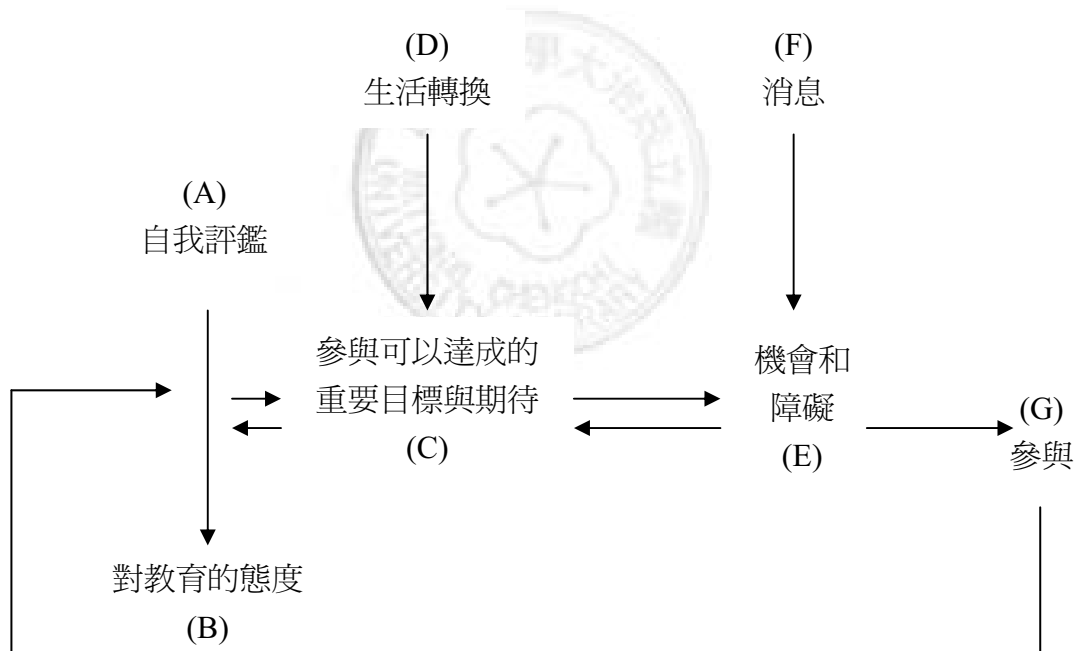 (D)
生活轉換
(F)
消息
(A)
自我評鑑
參與可以達成的
重要目標與期待
(C)
機會和
障礙
(E)
(G)
參與
對教育的態度
(B)